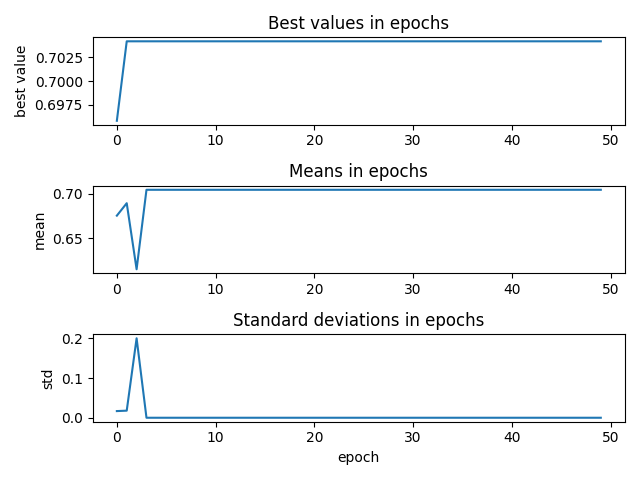 Best values in epochs
best value
0.7025
0.7000
0.6975
0 10 20 30 40 50
Means in epochs
mean
0.70
0.65
0 10 20 30 40 50
Standard deviations in epochs
std
0.2
0.1
0.0
0 10 20 30 40 50
epoch